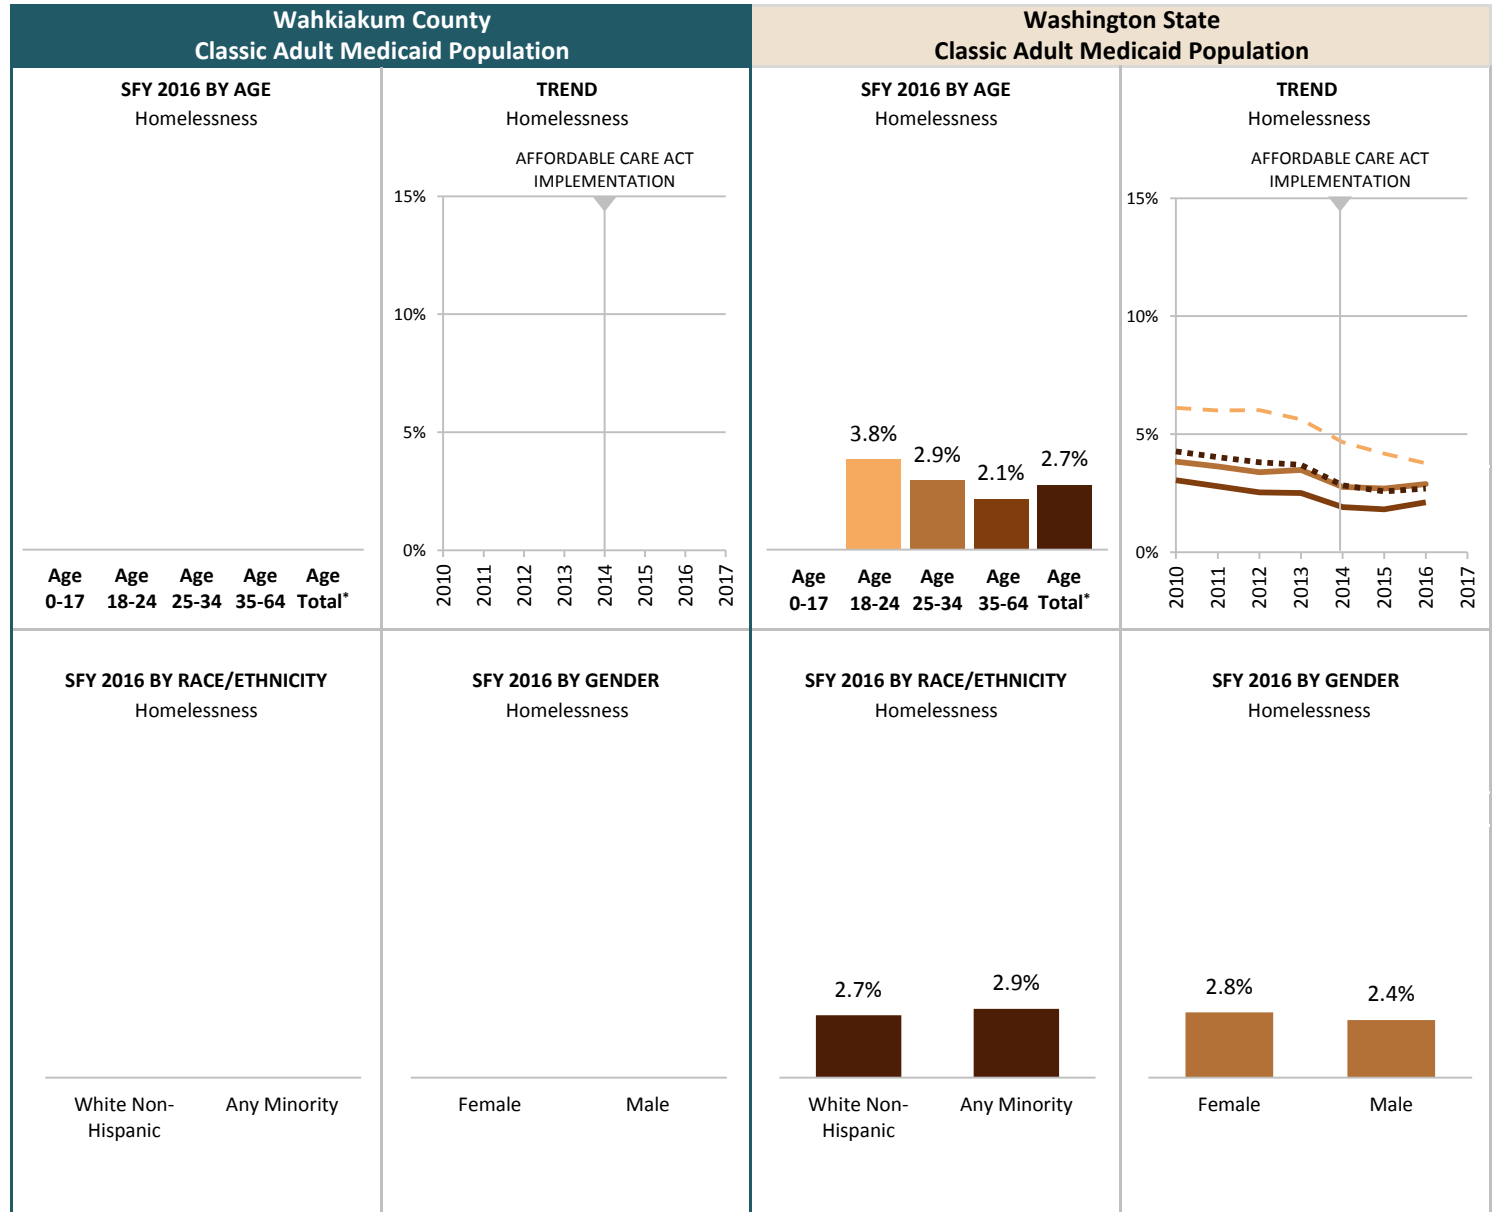 Wahkiakum County
Classic Adult Medicaid Population
Washington State
Classic Adult Medicaid Population
SFY 2016 BY AGE
Homelessness
Age 0-17
Age 18-24
Age 25-34
Age 35-64
Age Total*
TREND
Homelessness
AFFORDABLE CARE ACT
IMPLEMENTATION
15%
10%
5%
0%
2010
2011
2012
2013
2014
2015
2016
2017
SFY 2016 BY AGE
Homelessness
3.8%
2.9%
2.1%
2.7%
Age 0-17
Age 18-24
Age 25-34
Age 35-64
Age Total*
TREND
Homelessness
AFFORDABLE CARE ACT
IMPLEMENTATION
15%
10%
5%
0%
2010
2011
2012
2013
2014
2015
2016
2017
SFY 2016 BY RACE/ETHNICITY
Homelessness
White Non-
Hispanic
Any Minority
SFY 2016 BY GENDER
Homelessness
Female
Male
SFY 2016 BY RACE/ETHNICITY
Homelessness
2.7%
2.9%
White Non-
Hispanic
Any Minority
SFY 2016 BY GENDER
Homelessness
2.8%
2.4%
Female
Male